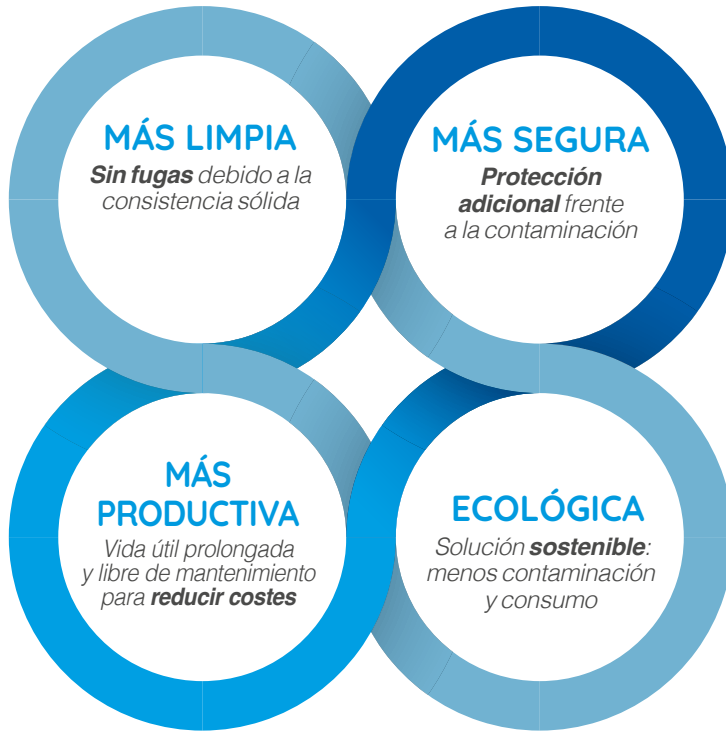 MÁS LIMPIA
Sin fugas debido a la
consistencia sólida
MÁS SEGURA
Protección
adicional frente
a la contaminación
MÁS
PRODUCTIVA
Vida útil prolongada
y libre de mantenimiento
para reducir costes
ECOLÓGICA
Solución sostenible:
menos contaminación
y consumo